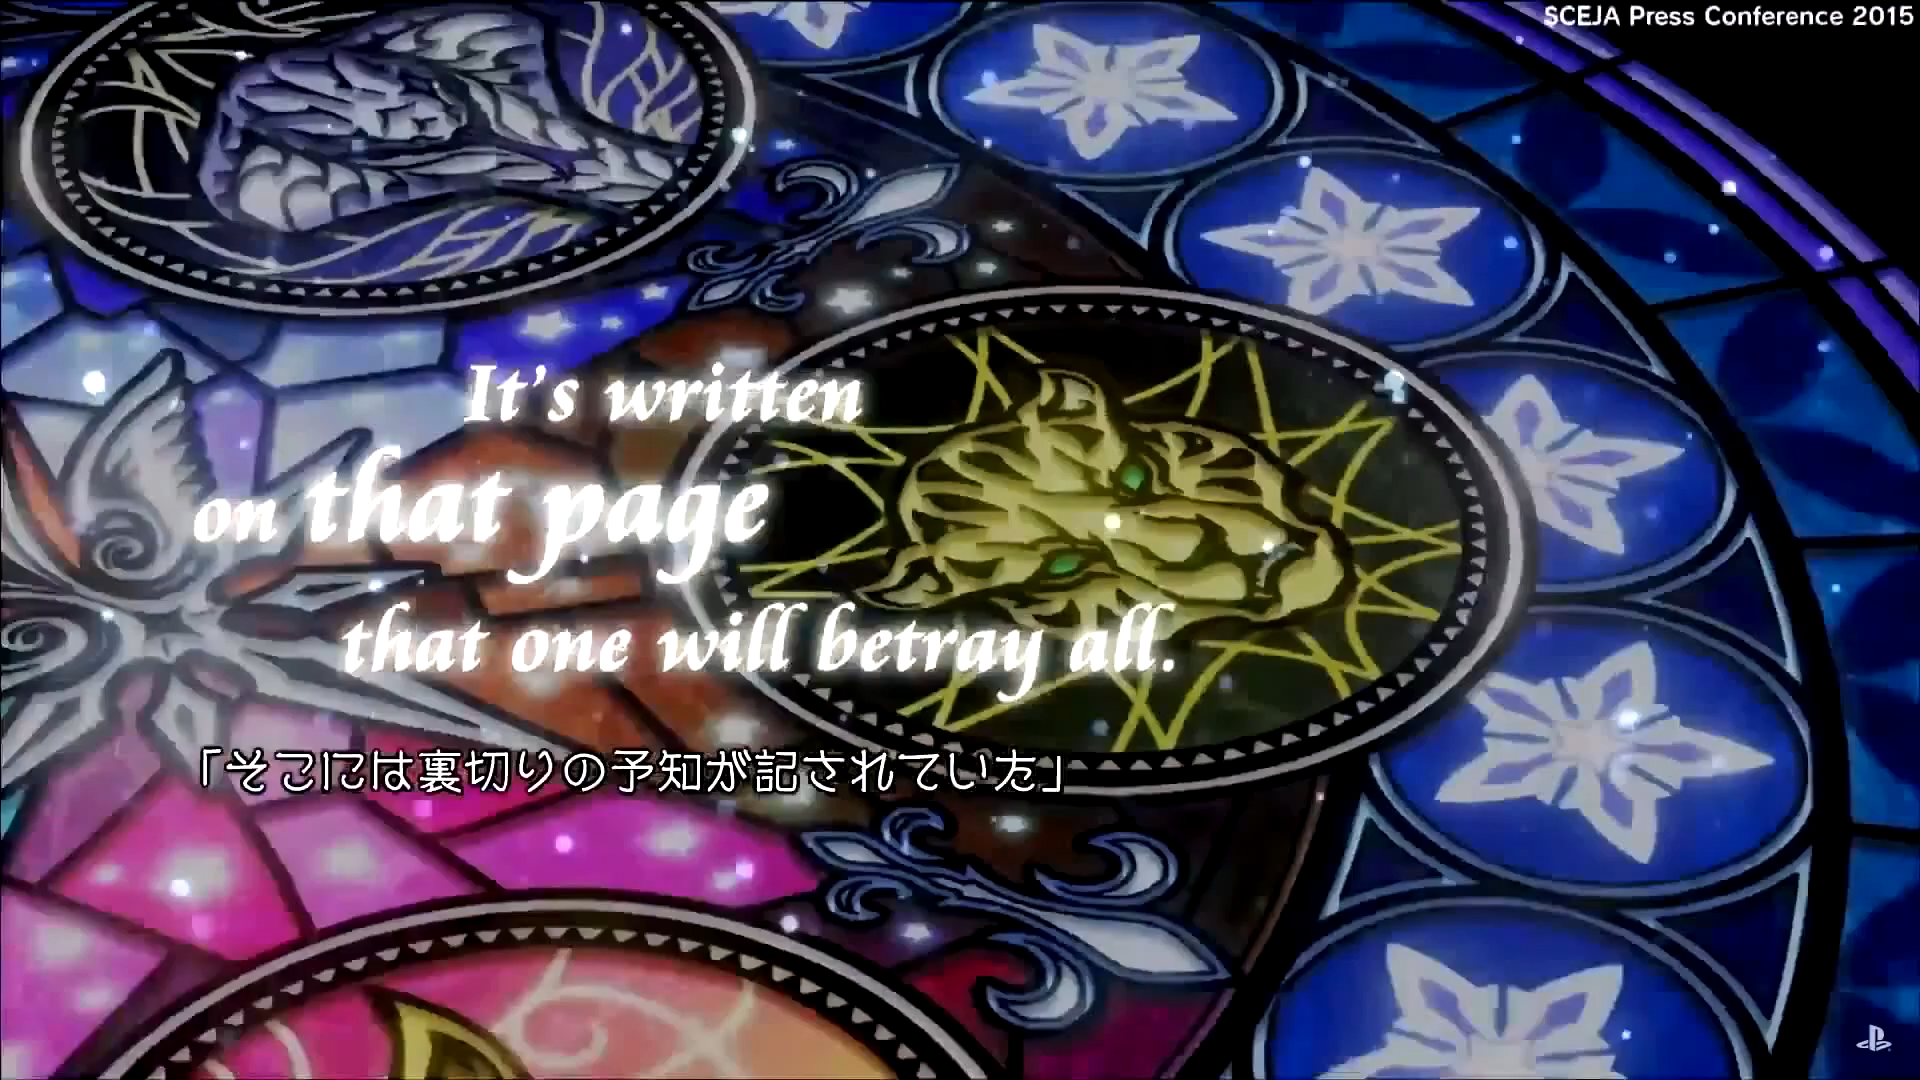 SCEJA Press Conference 2015
It's written
on that page
that one will betray all.
「そこには裏切りの予知が記されていた」